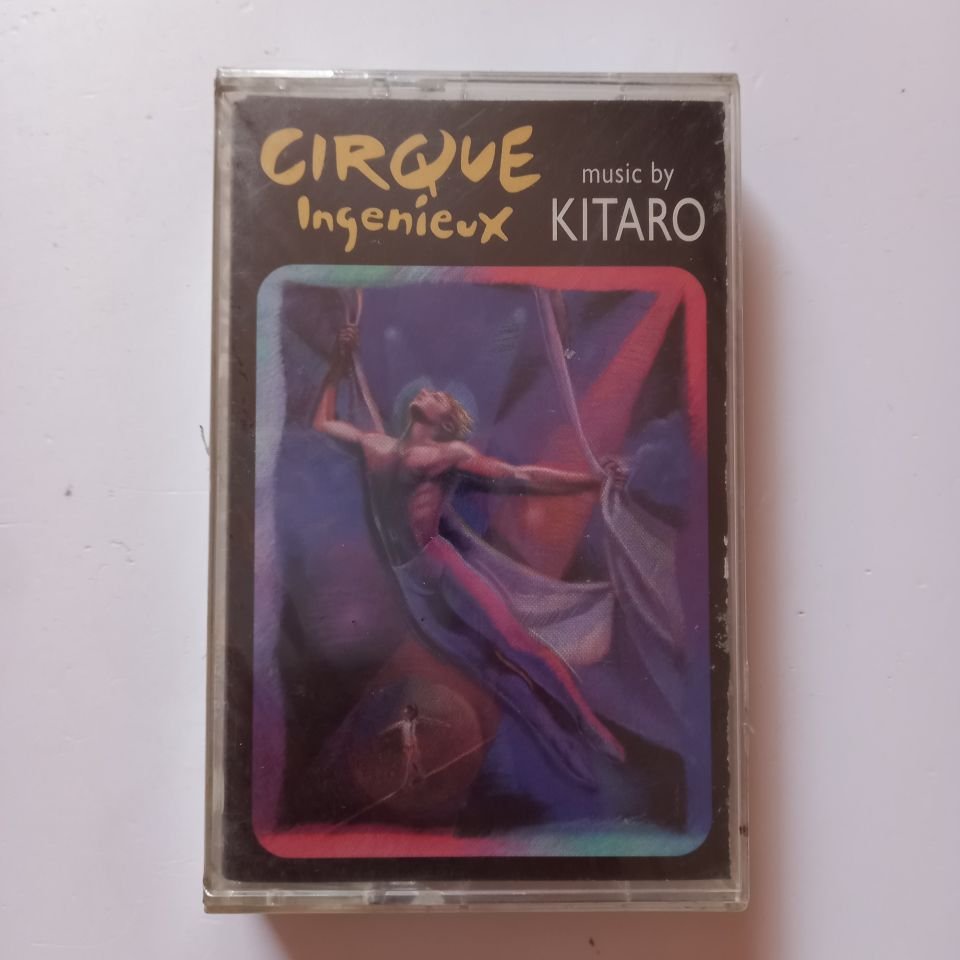 CIRQUE
Ingenieux
music by
KITARO